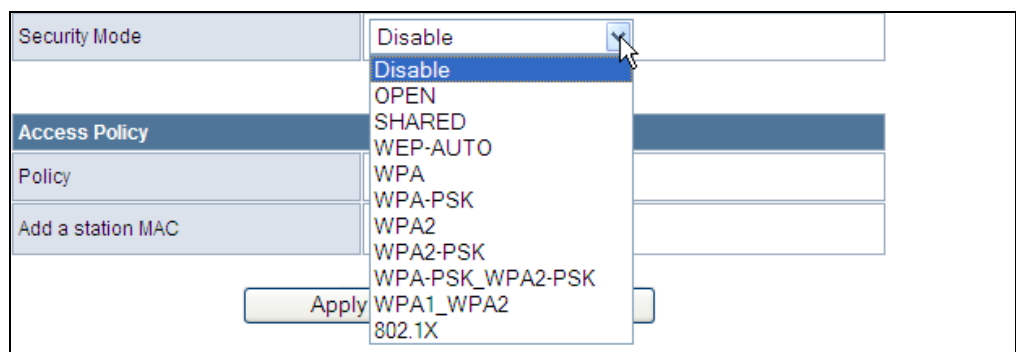 Security Mode
Disable
Disable
OPEN
SHARED
WEP-AUTO
WPA
WPA-PSK
WPA2
WPA2-PSK
WPA-PSK_WPA2-PSK
WPA1_WPA2
802.1X
Access Policy
Policy
Add a station MAC
Apply